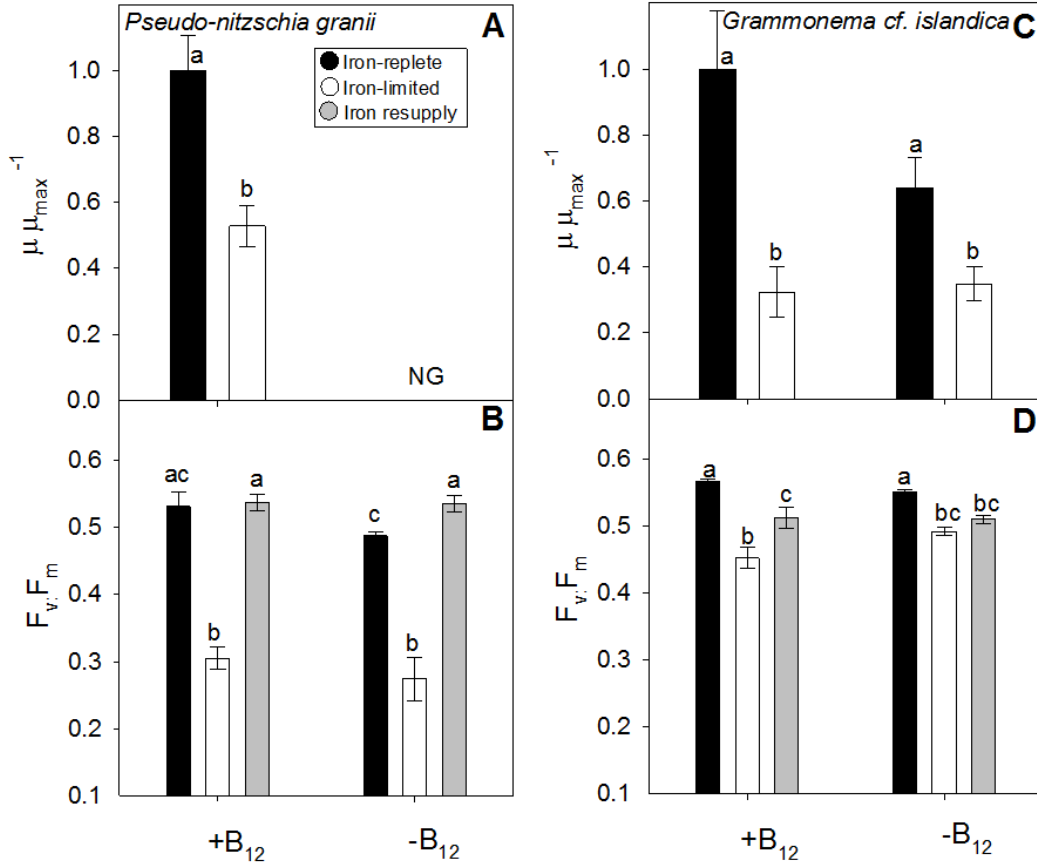 Pseudo-nitzschia granii
A
Iron-replete
Iron-limited
Iron resupply
μ μmax -1
1.0
0.8
0.6
0.4
0.2
0.0
a
b
NG
Grammonema cf. islandica
C
μ μmax -1
1.0
0.8
0.6
0.4
0.2
0.0
a
b
a
b
B
Fv:Fm
0.6
0.5
0.4
0.3
0.2
0.1
ac
b
a
c
b
a
+B12
-B12
D
Fv:Fm
0.6
0.5
0.4
0.3
0.2
0.1
a
b
c
a
bc
bc
+B12
-B12